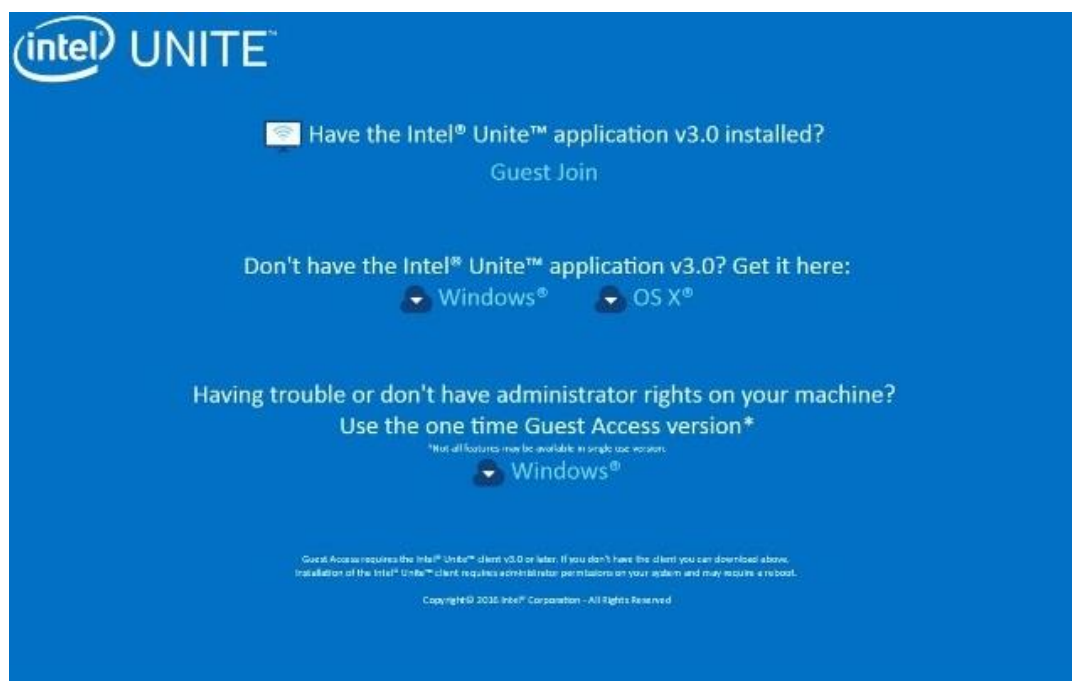 intel UNITE™
Have the Intel® Unite™ application v3.0 installed?
Guest Join
Don't have the Intel® Unite™ application v3.0? Get it here:
Windows® OS X®
Having trouble or don't have administrator rights on your machine?
Use the one time Guest Access version*
*Not all features may be available in single use version.
Windows®
Guest Access requires the Intel® Unite™ client v3.0 or later. If you don't have the client you can download above.
Installation of the Intel® Unite™ client requires administrator permissions on your system and may require a reboot.
Copyright© 2016 Intel® Corporation - All Rights Reserved